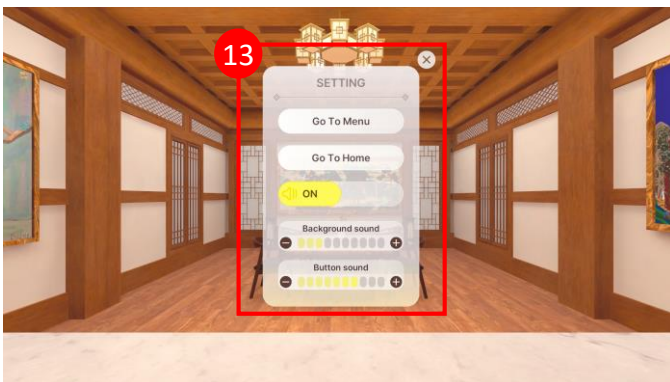 13
SETTING
Go To Menu
Go To Home
ON
Background sound
Button sound